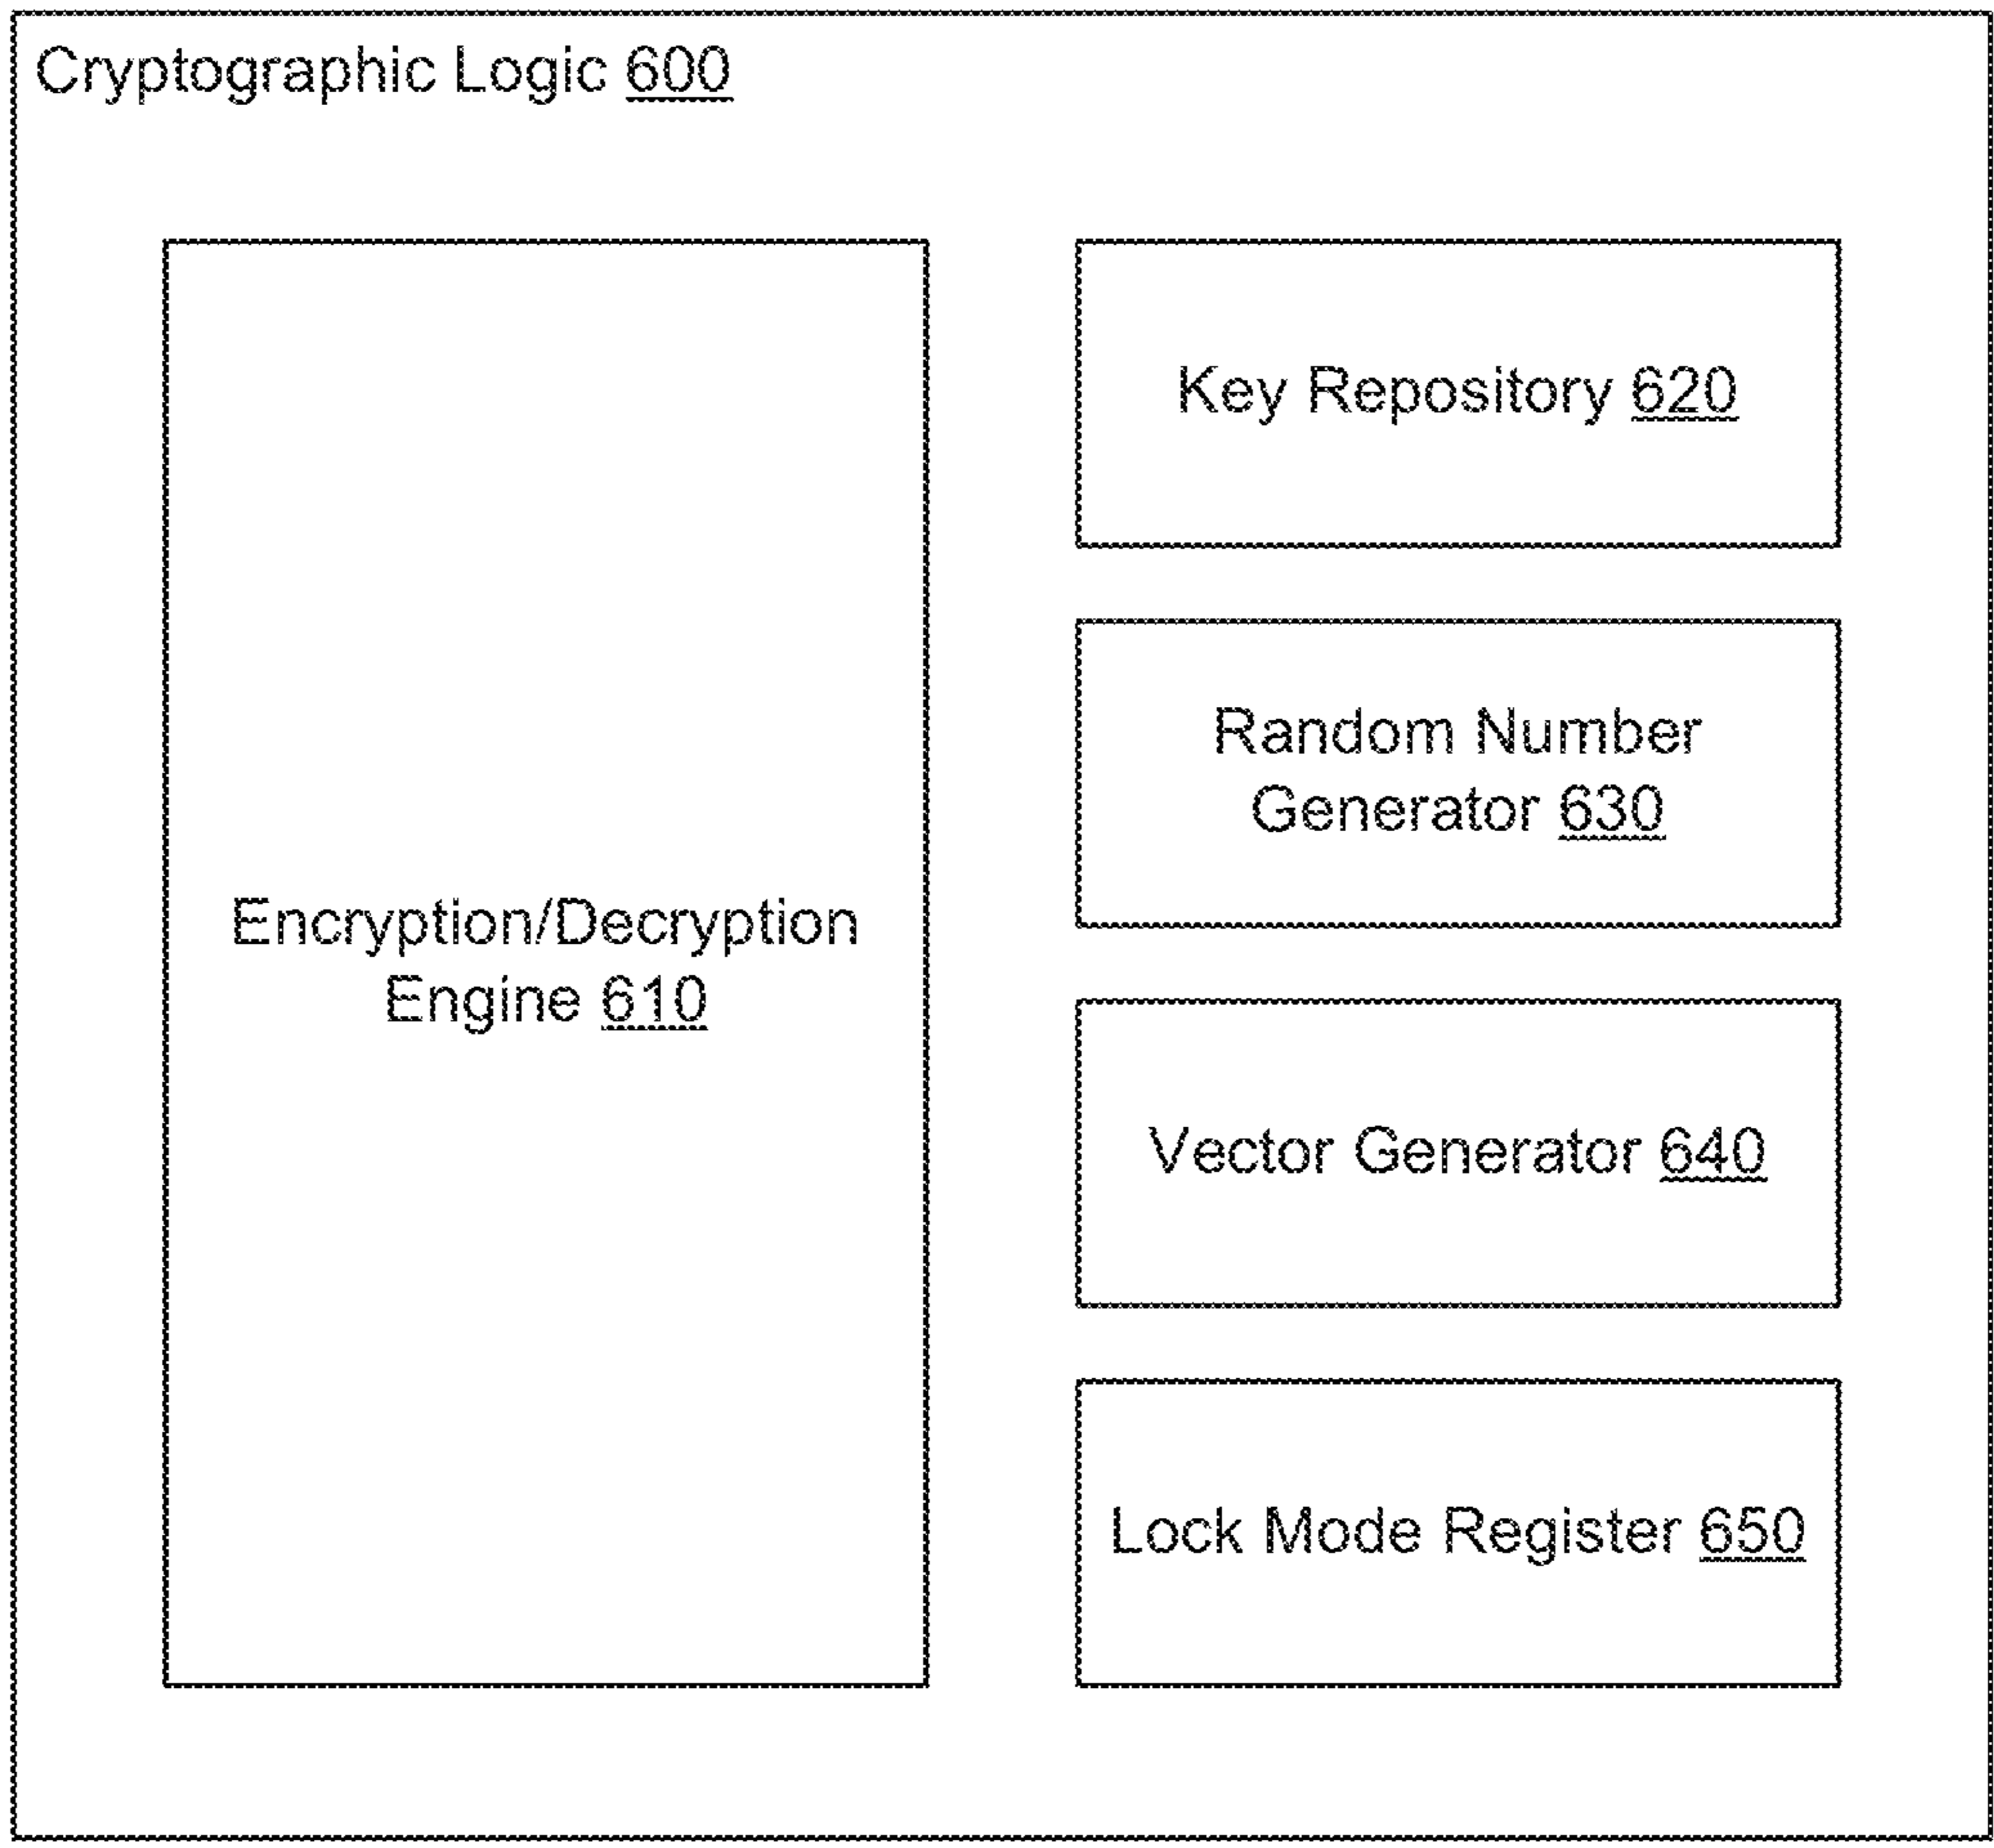 Cryptographic Logic 600
Encryption/Decryption
Engine 610
Key Repository 620
Random Number
Generator 630
Vector Generator 640
Lock Mode Register 650